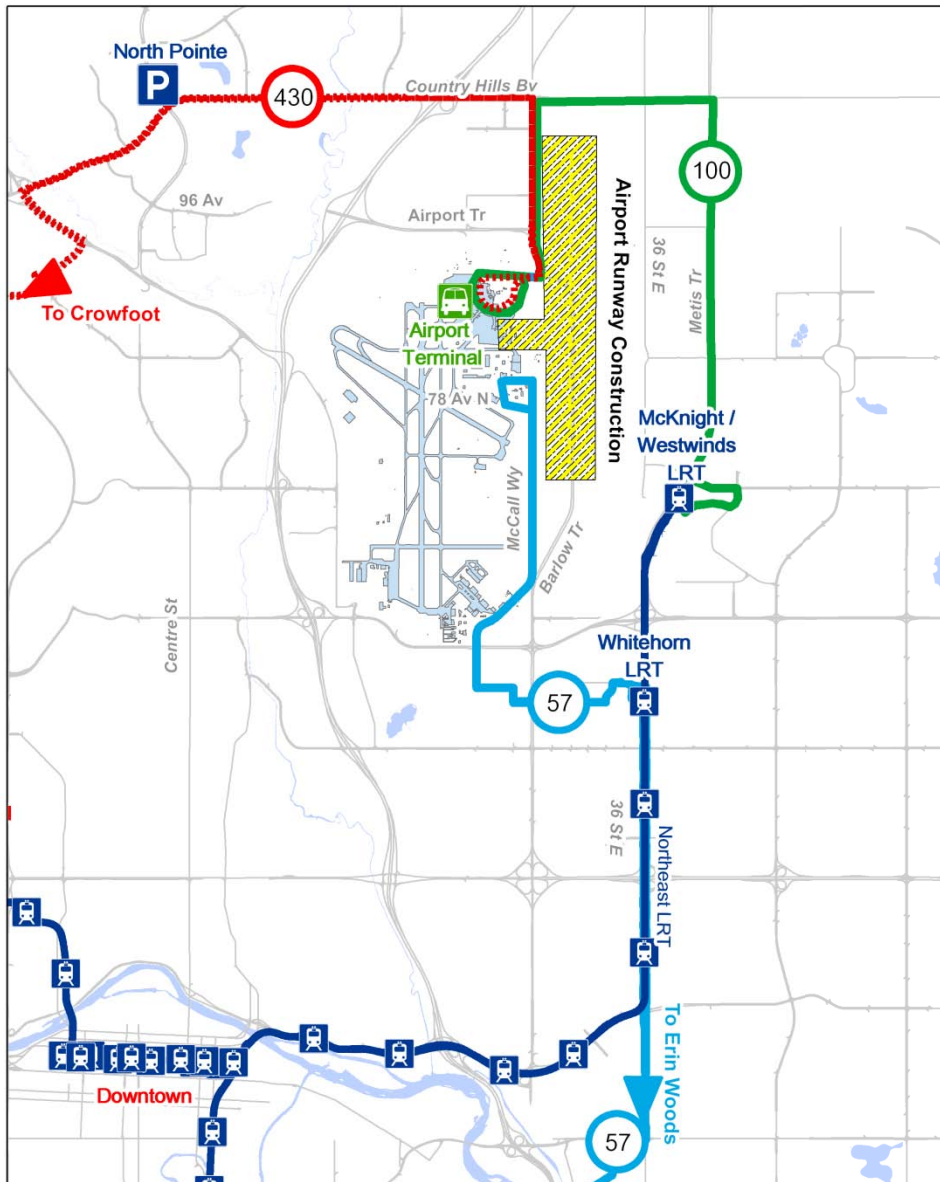 North Pointe
P
430
Country Hills Bv
100
96 Av
Airport Tr
Airport Runway Construction
36 St E
Metis Tr
To Crowfoot
Airport
Terminal
78 Av N
McKnight /
Westwinds
LRT
McCall Wy
Barlow Tr
Centre St
Whitehorn
LRT
57
36 St E
Northeast LRT
To Erin Woods
Downtown
57